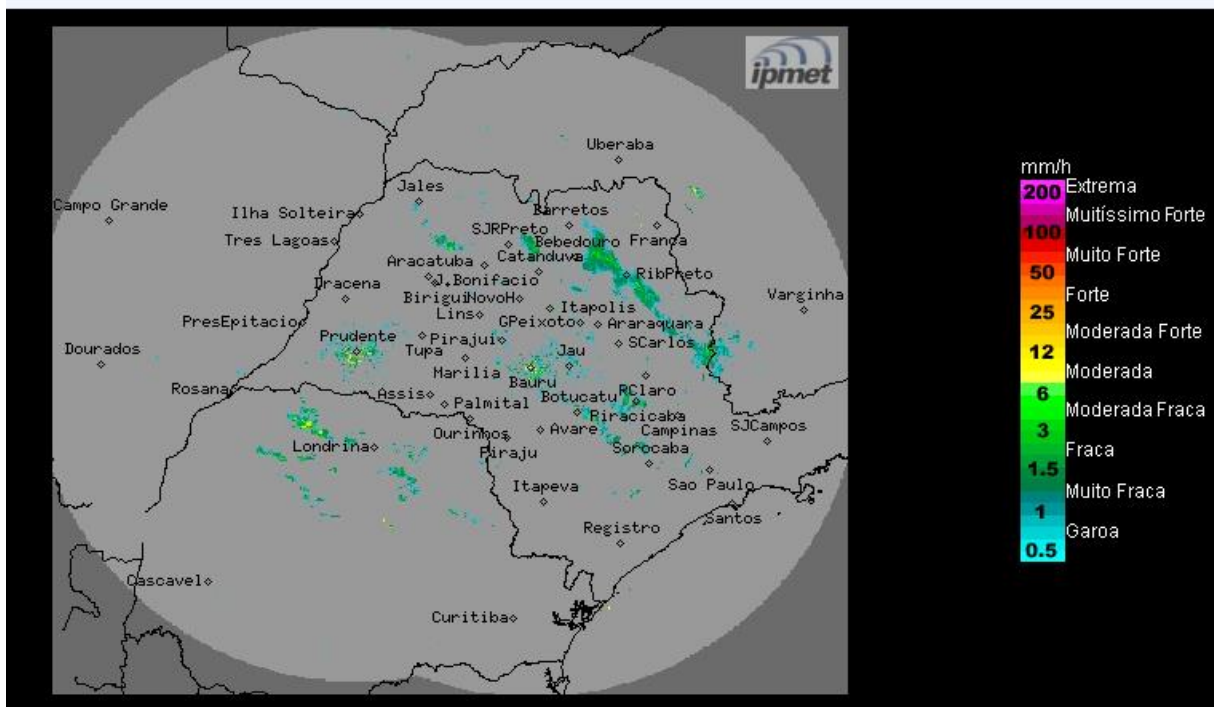 ipmet
Uberaba
Jales
Campo Grande
Ilha Solteira
Barretos
SJRPreto
Franca
Tres Lagoas
Bebedouro
Catanduva
Aracatuba
RibPreto
J.Bonifacio
Dracena
Birigui
NovoH
Varginha
Itapolis
Lins
PresEpitacio
GPeixoto
Araraquara
Prudente
Pirajui
SCarlos
Dourados
Tupa
Jau
Marilia
Bauru
Rosana
Assis
Botucatu
RClaro
Palmital
Piracicaba
Ourinhos
Avare
Campinas
SJCampos
Londrina
Piraju
Sorocaba
Itapeva
Sao Paulo
Santos
Registro
Cascavel
Curitiba
mm/h
200 Extrema
Muitíssimo Forte
100
Muito Forte
50
Forte
25
Moderada Forte
12
Moderada
6
Moderada Fraca
3
Fraca
1.5
Muito Fraca
1
Garoa
0.5